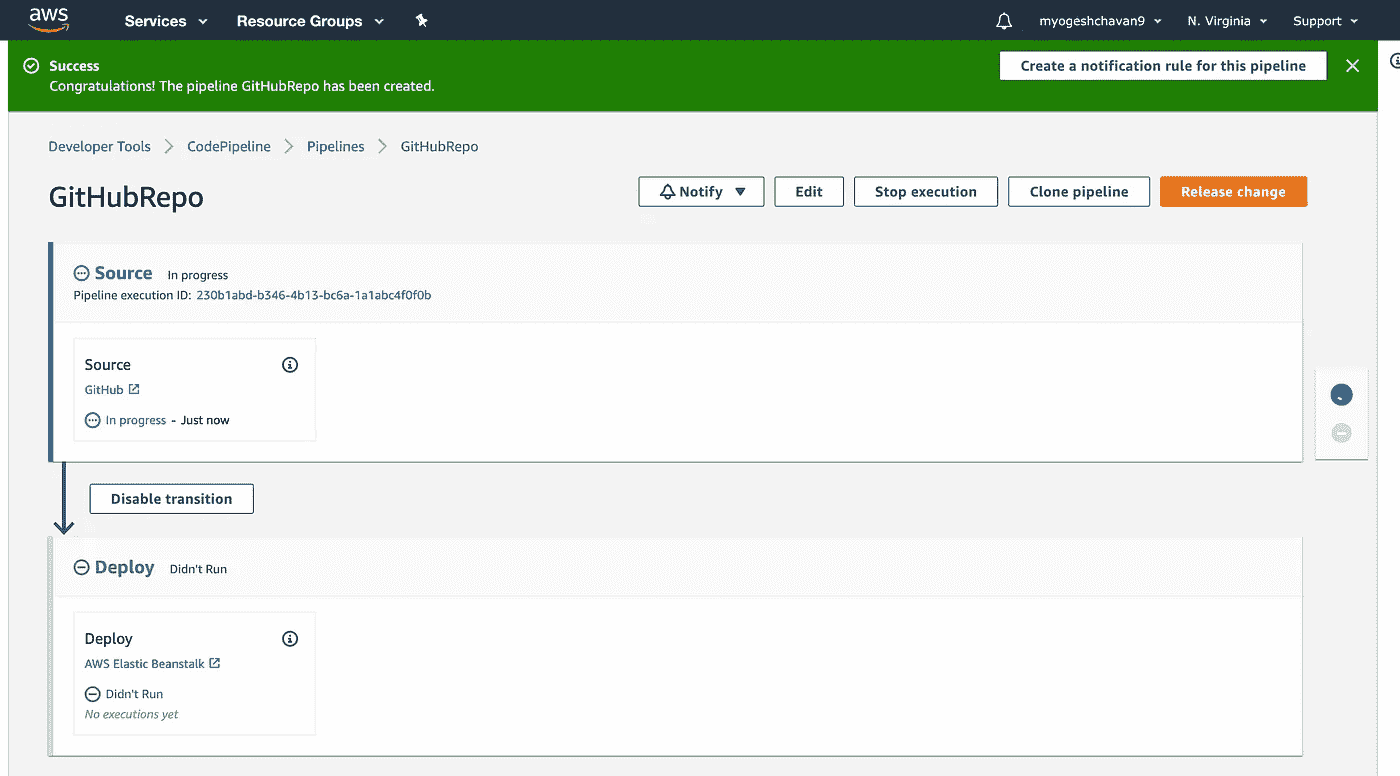 aws Services Resource Groups myogeshchavan9 N. Virginia Support
Success
Congratulations! The pipeline GitHubRepo has been created.
Create a notification rule for this pipeline
Developer Tools CodePipeline Pipelines GitHubRepo
GitHubRepo
Notify Edit Stop execution Clone pipeline Release change
Source In progress
Pipeline execution ID: 230b1abd-b346-4b13-bc6a-1a1abc4f0f0b
Source
GitHub
In progress - Just now
Disable transition
Deploy Didn't Run
Deploy
AWS Elastic Beanstalk
Didn't Run
No executions yet